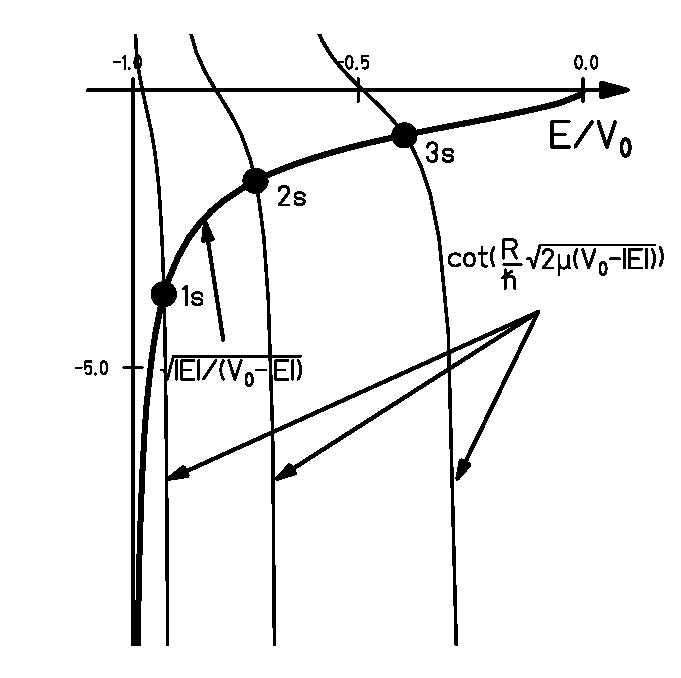 -1.0 -0.5 0.0
E/V₀
3s
2s
cot(R/ħ √2μ(V₀-|E|))
1s
-5.0
√|E|/(V₀-|E|)